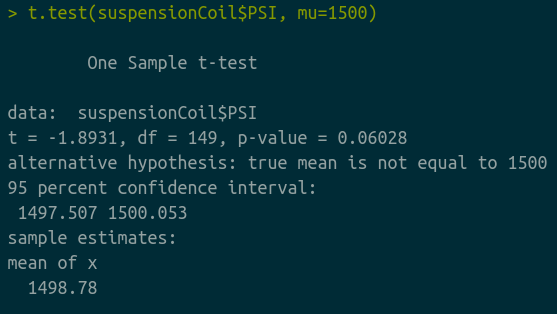 > t.test(suspensionCoil$PSI, mu=1500)
One Sample t-test
data:  suspensionCoil$PSI
t = -1.8931, df = 149, p-value = 0.06028
alternative hypothesis: true mean is not equal to 1500
95 percent confidence interval:
1497.507 1500.053
sample estimates:
mean of x
1498.78